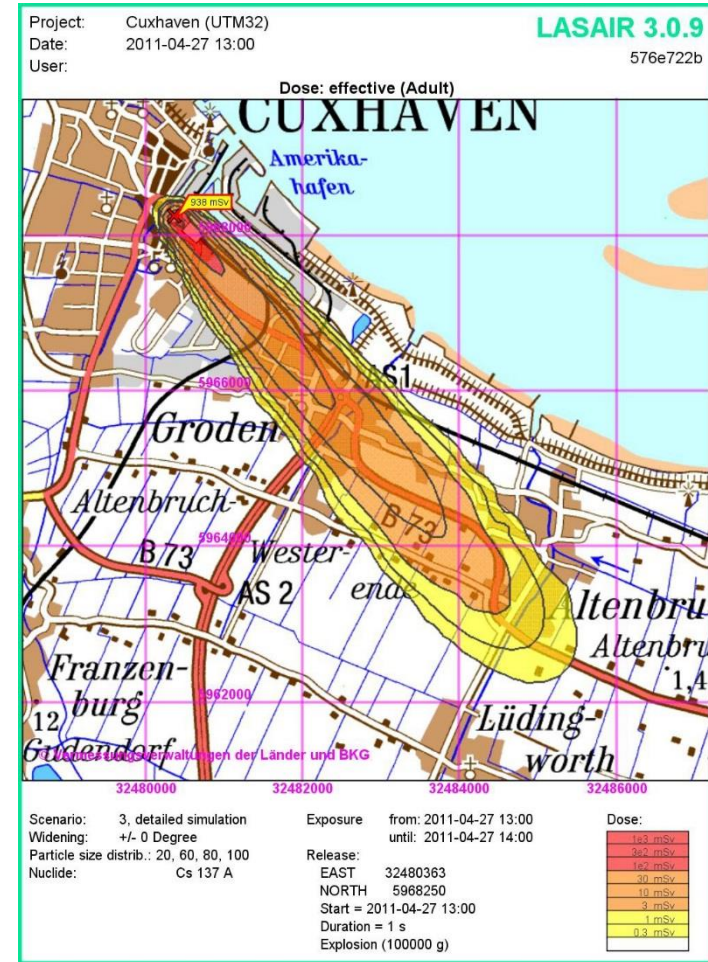 Project: Cuxhaven (UTM32)
LASAIR 3.0.9
Date: 2011-04-27 13:00
576e722b
User:
Dose: effective (Adult)
CUXHAVEN
Amerika-
hafen
938 mSv
5968000
AS1
5966000
Groden
Altenbruch-
B 73
5964000
B 73
Wester-
ende
AS 2
Altenbru
Altenbru
1,4
Franzen-
burg
5962000
12
Lüding-
worth
Gudendorf
Vermessungsverwaltungen der Länder und BKG
32480000 32482000 32484000 32486000
Scenario: 3, detailed simulation
Widening: +/- 0 Degree
Particle size distrib.: 20, 60, 80, 100
Nuclide: Cs 137 A
Exposure from: 2011-04-27 13:00
until: 2011-04-27 14:00
Release:
EAST 32480363
NORTH 5968250
Start = 2011-04-27 13:00
Duration = 1 s
Explosion (100000 g)
Dose:
1e3 mSv
3e2 mSv
1e2 mSv
30 mSv
10 mSv
3 mSv
1 mSv
0.3 mSv